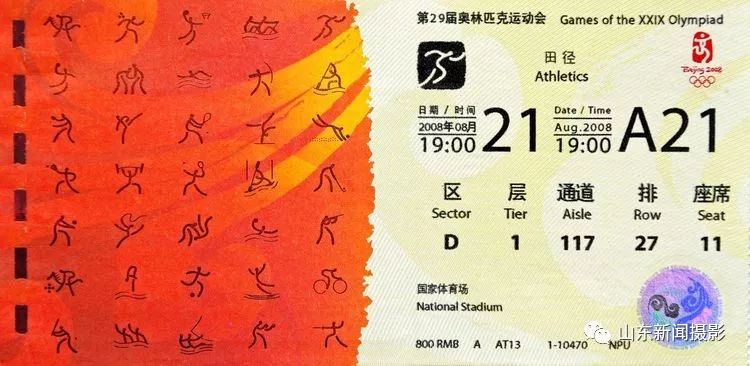 第29届奥林匹克运动会 Games of the XXIX Olympiad
田径
Athletics
Beijing 2008
日期 / 时间 Date / Time
2008年08月 21 Aug.2008 A21
19:00 19:00
区 层 通道 排 座席
Sector Tier Aisle Row Seat
D 1 117 27 11
国家体育场
National Stadium
800 RMB A AT13 1-10470 NPU
山东新闻摄影